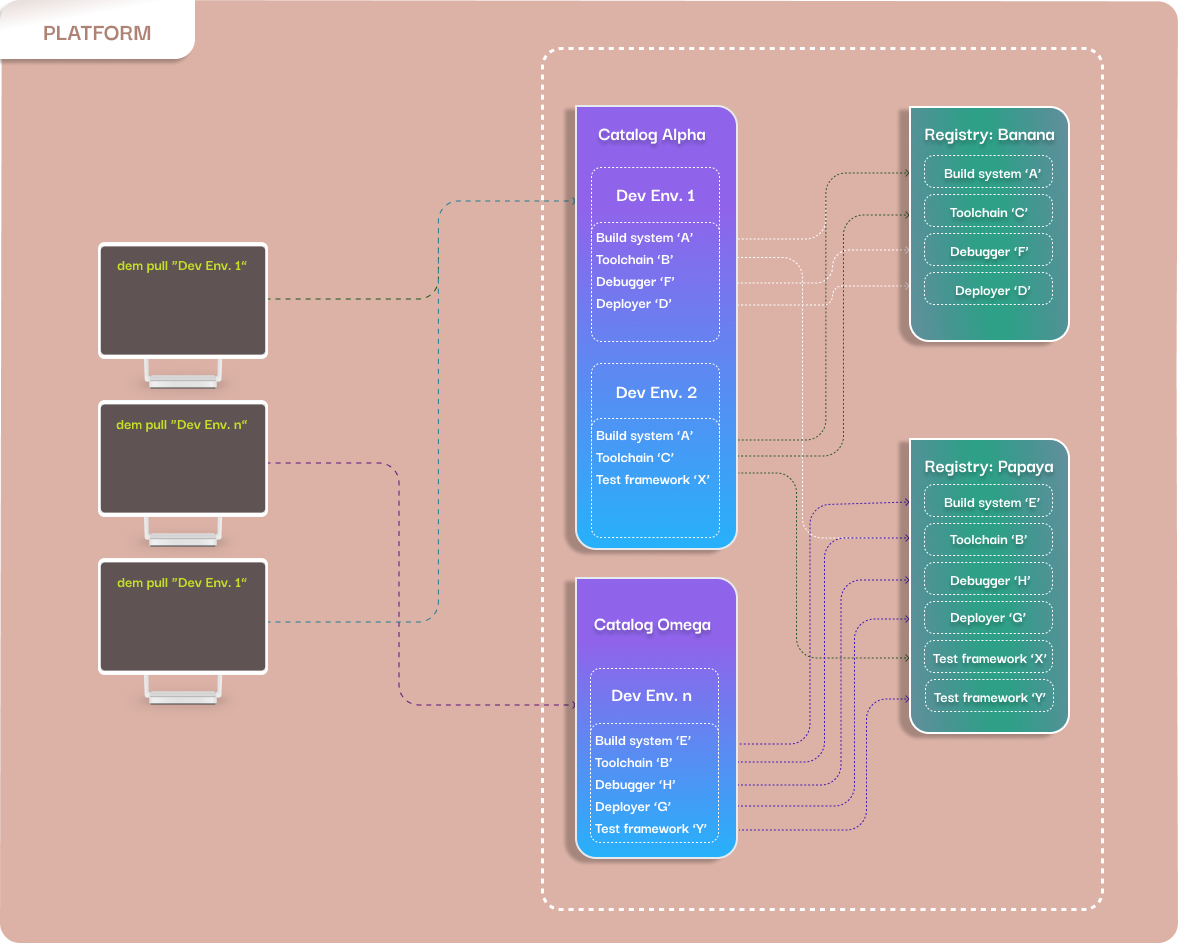 PLATFORM
dem pull ”Dev Env. 1“
dem pull ”Dev Env. n“
dem pull ”Dev Env. 1“
Catalog Alpha
Dev Env. 1
Build system ‘A’
Toolchain ‘B’
Debugger ‘F’
Deployer ‘D’
Dev Env. 2
Build system ‘A’
Toolchain ‘C’
Test framework ‘X’
Catalog Omega
Dev Env. n
Build system ‘E’
Toolchain ‘B’
Debugger ‘H’
Deployer ‘G’
Test framework ‘Y’
Registry: Banana
Build system ‘A’
Toolchain ‘C’
Debugger ‘F’
Deployer ‘D’
Registry: Papaya
Build system ‘E’
Toolchain ‘B’
Debugger ‘H’
Deployer ‘G’
Test framework ‘X’
Test framework ‘Y’